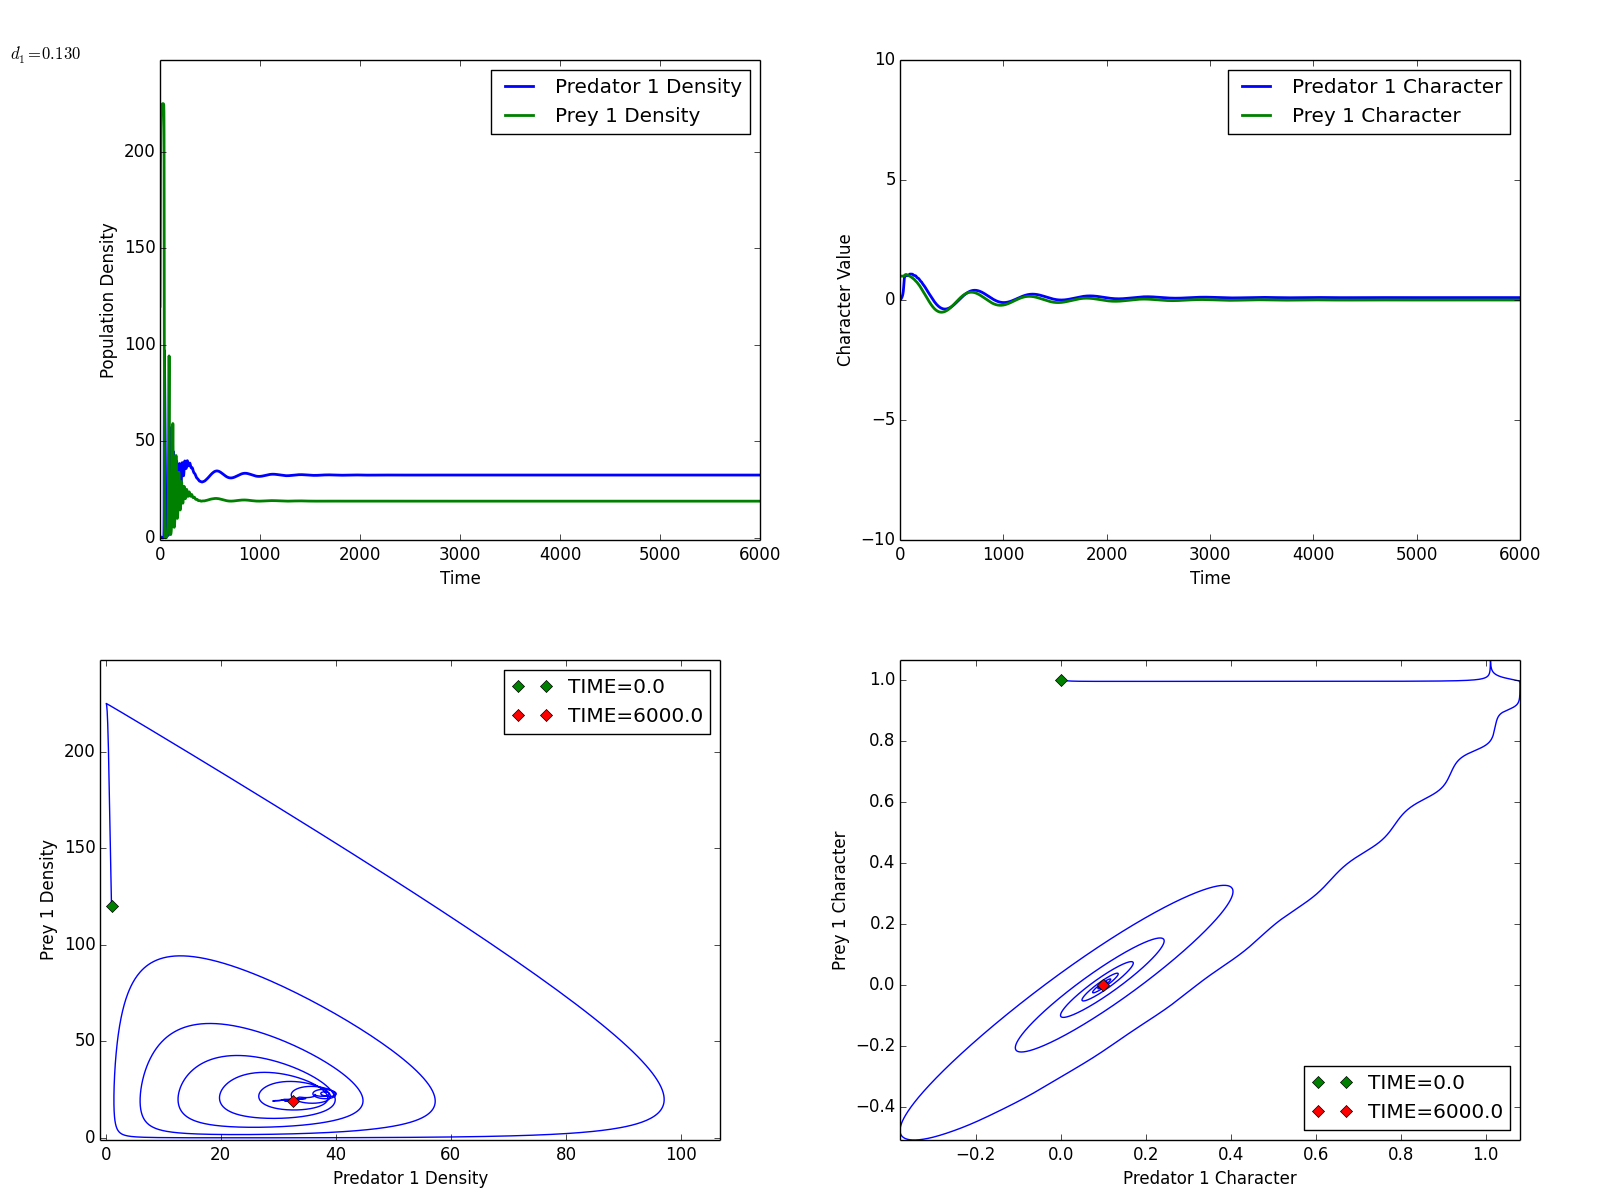 d₁=0.130
Predator 1 Density
Prey 1 Density
200
150
100
50
0
Population Density
0 1000 2000 3000 4000 5000 6000
Time
Predator 1 Character
Prey 1 Character
10
5
0
−5
−10
Character Value
0 1000 2000 3000 4000 5000 6000
Time
TIME=0.0
TIME=6000.0
200
150
100
50
0
Prey 1 Density
0 20 40 60 80 100
Predator 1 Density
1.0
0.8
0.6
0.4
0.2
0.0
−0.2
−0.4
Prey 1 Character
TIME=0.0
TIME=6000.0
−0.2 0.0 0.2 0.4 0.6 0.8 1.0
Predator 1 Character